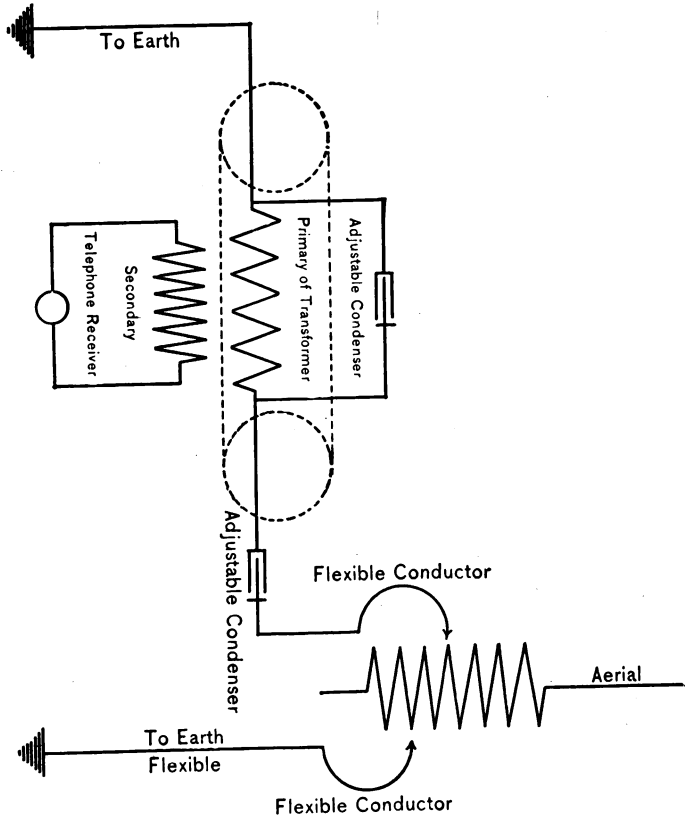 To Earth
Adjustable Condenser
Primary of Transformer
Secondary
Telephone Receiver
Adjustable Condenser
Flexible Conductor
Aerial
To Earth
Flexible
Flexible Conductor